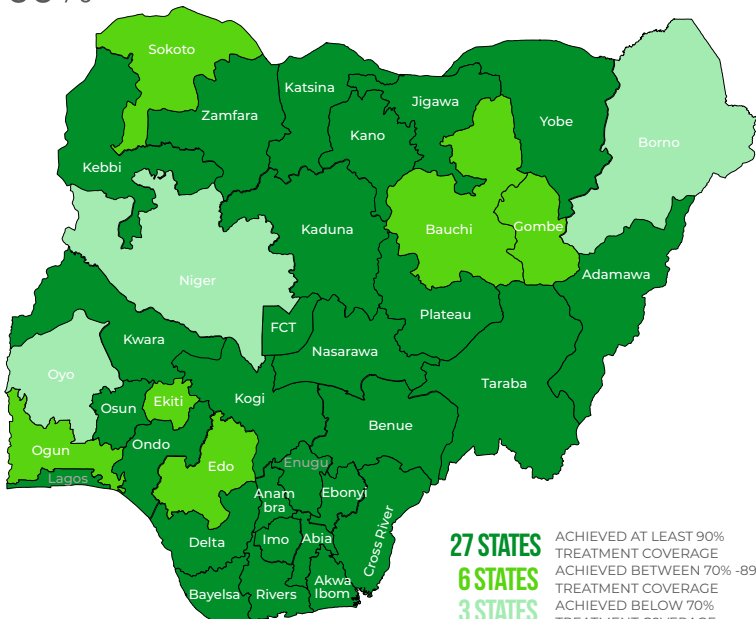 Sokoto
Katsina
Jigawa
Zamfara
Kano
Yobe
Borno
Kebbi
Kaduna
Bauchi
Gombe
Adamawa
Niger
Plateau
FCT
Kwara
Nasarawa
Oyo
Taraba
Kogi
Ekiti
Osun
Benue
Ondo
Ogun
Edo
Enugu
Lagos
Anam
bra
Ebonyi
Cross River
Delta
Imo
Abia
Bayelsa
Rivers
Akwa
Ibom
27 STATES
ACHIEVED AT LEAST 90%
TREATMENT COVERAGE
6 STATES
ACHIEVED BETWEEN 70% -89
TREATMENT COVERAGE
3 STATES
ACHIEVED BELOW 70%
TREATMENT COVERAGE